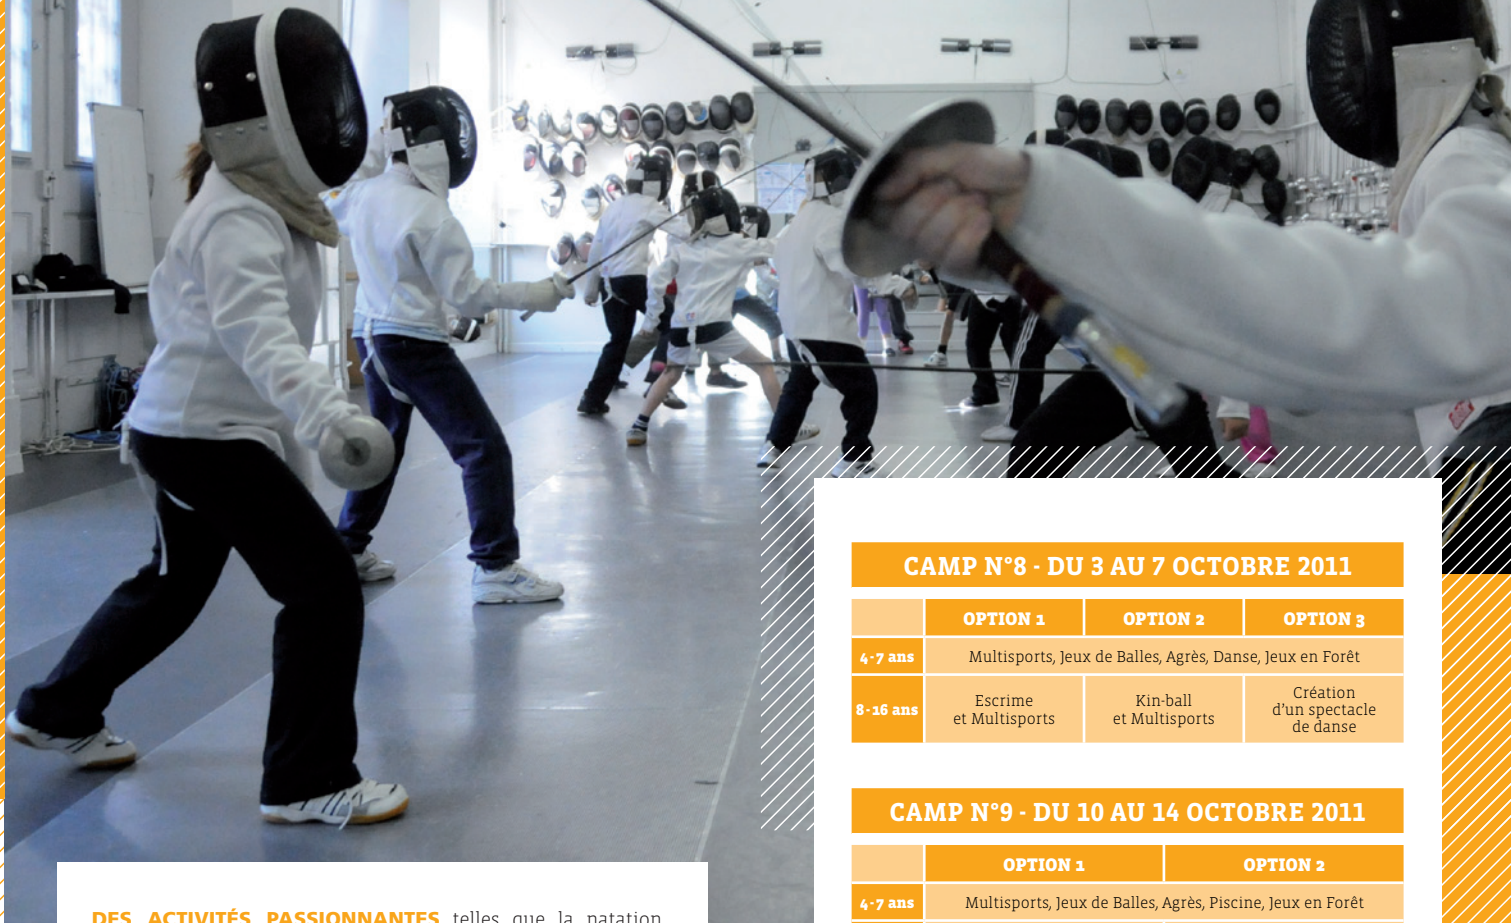 CAMP N°8 - DU 3 AU 7 OCTOBRE 2011
OPTION 1 OPTION 2 OPTION 3
4-7 ans Multisports, Jeux de Balles, Agrès, Danse, Jeux en Forêt
8-16 ans
Escrime
et Multisports
Kin-ball
et Multisports
Création
d'un spectacle
de danse
CAMP N°9 - DU 10 AU 14 OCTOBRE 2011
OPTION 1 OPTION 2
4-7 ans Multisports, Jeux de Balles, Agrès, Piscine, Jeux en Forêt
DES ACTIVITÉS PASSIONNANTES telles que la natation